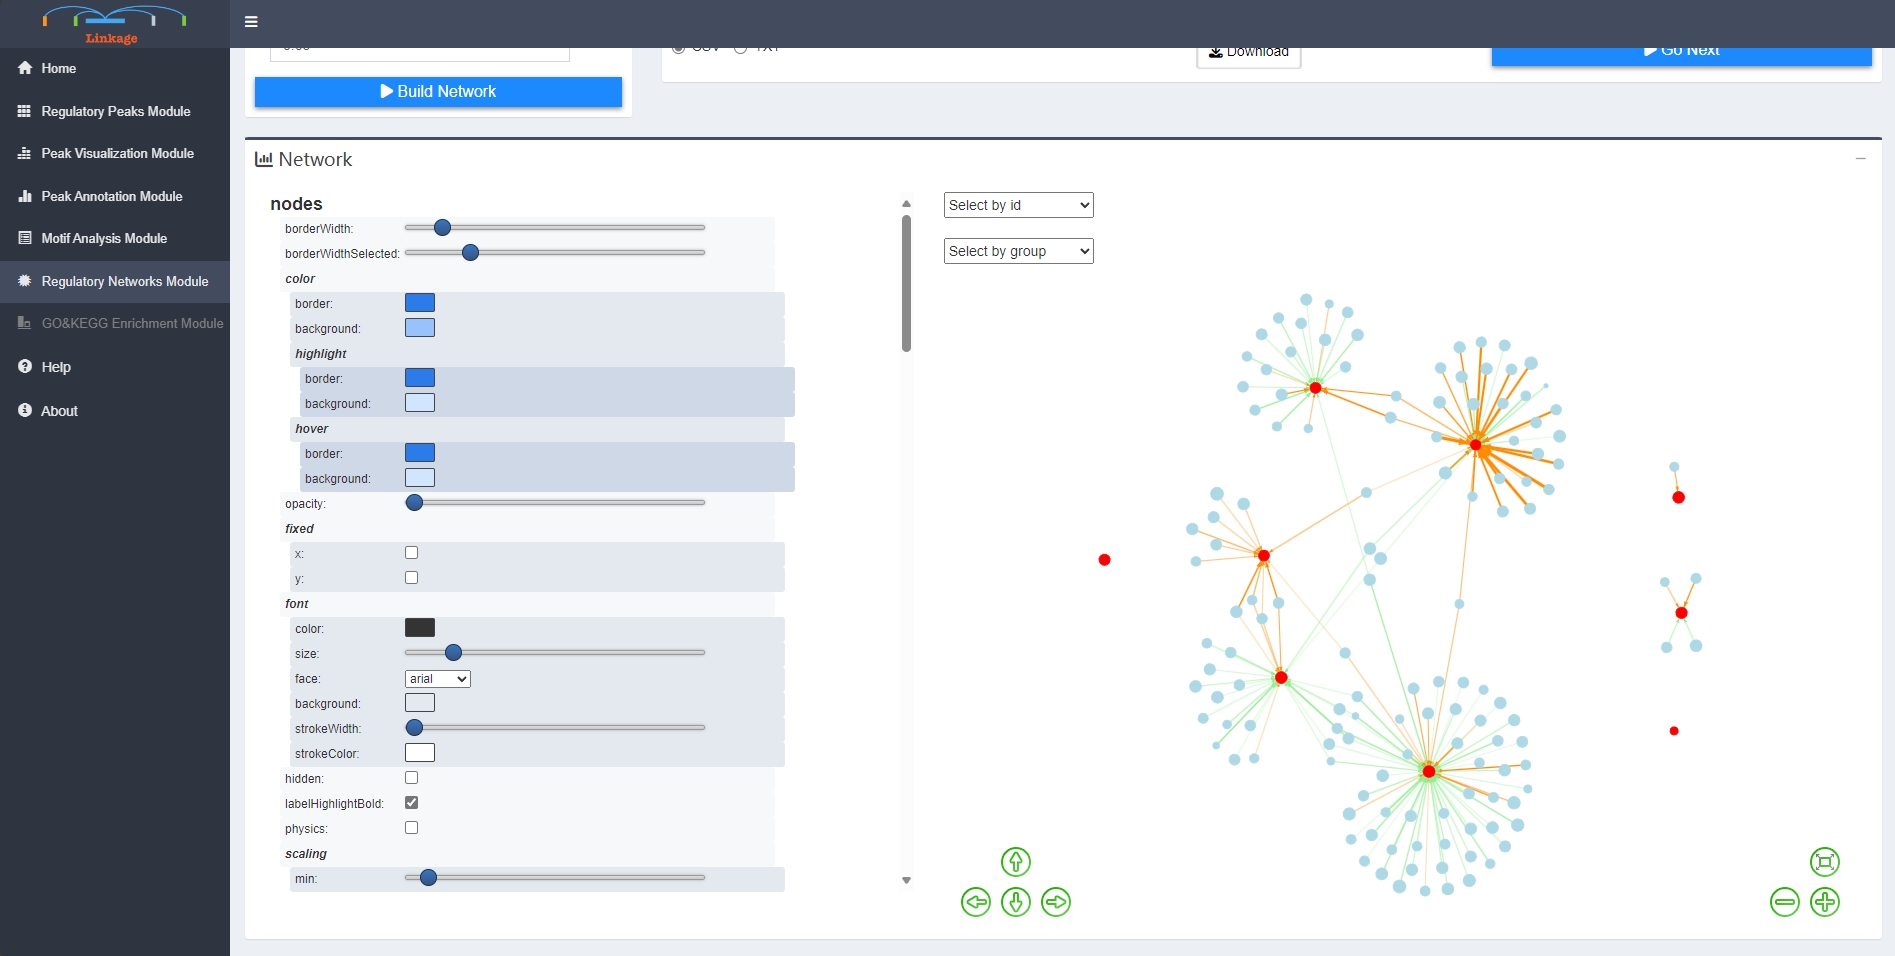 Linkage
Home
Regulatory Peaks Module
Peak Visualization Module
Peak Annotation Module
Motif Analysis Module
Regulatory Networks Module
GO&KEGG Enrichment Module
Help
About
CSV TXT
Download
Go Next
Build Network
Network
nodes
borderWidth:
borderWidthSelected:
color
border:
background:
highlight
border:
background:
hover
border:
background:
opacity:
fixed
x:
y:
font
color:
size:
face: arial
background:
strokeWidth:
strokeColor:
hidden:
labelHighlightBold:
physics:
scaling
min:
Select by id
Select by group